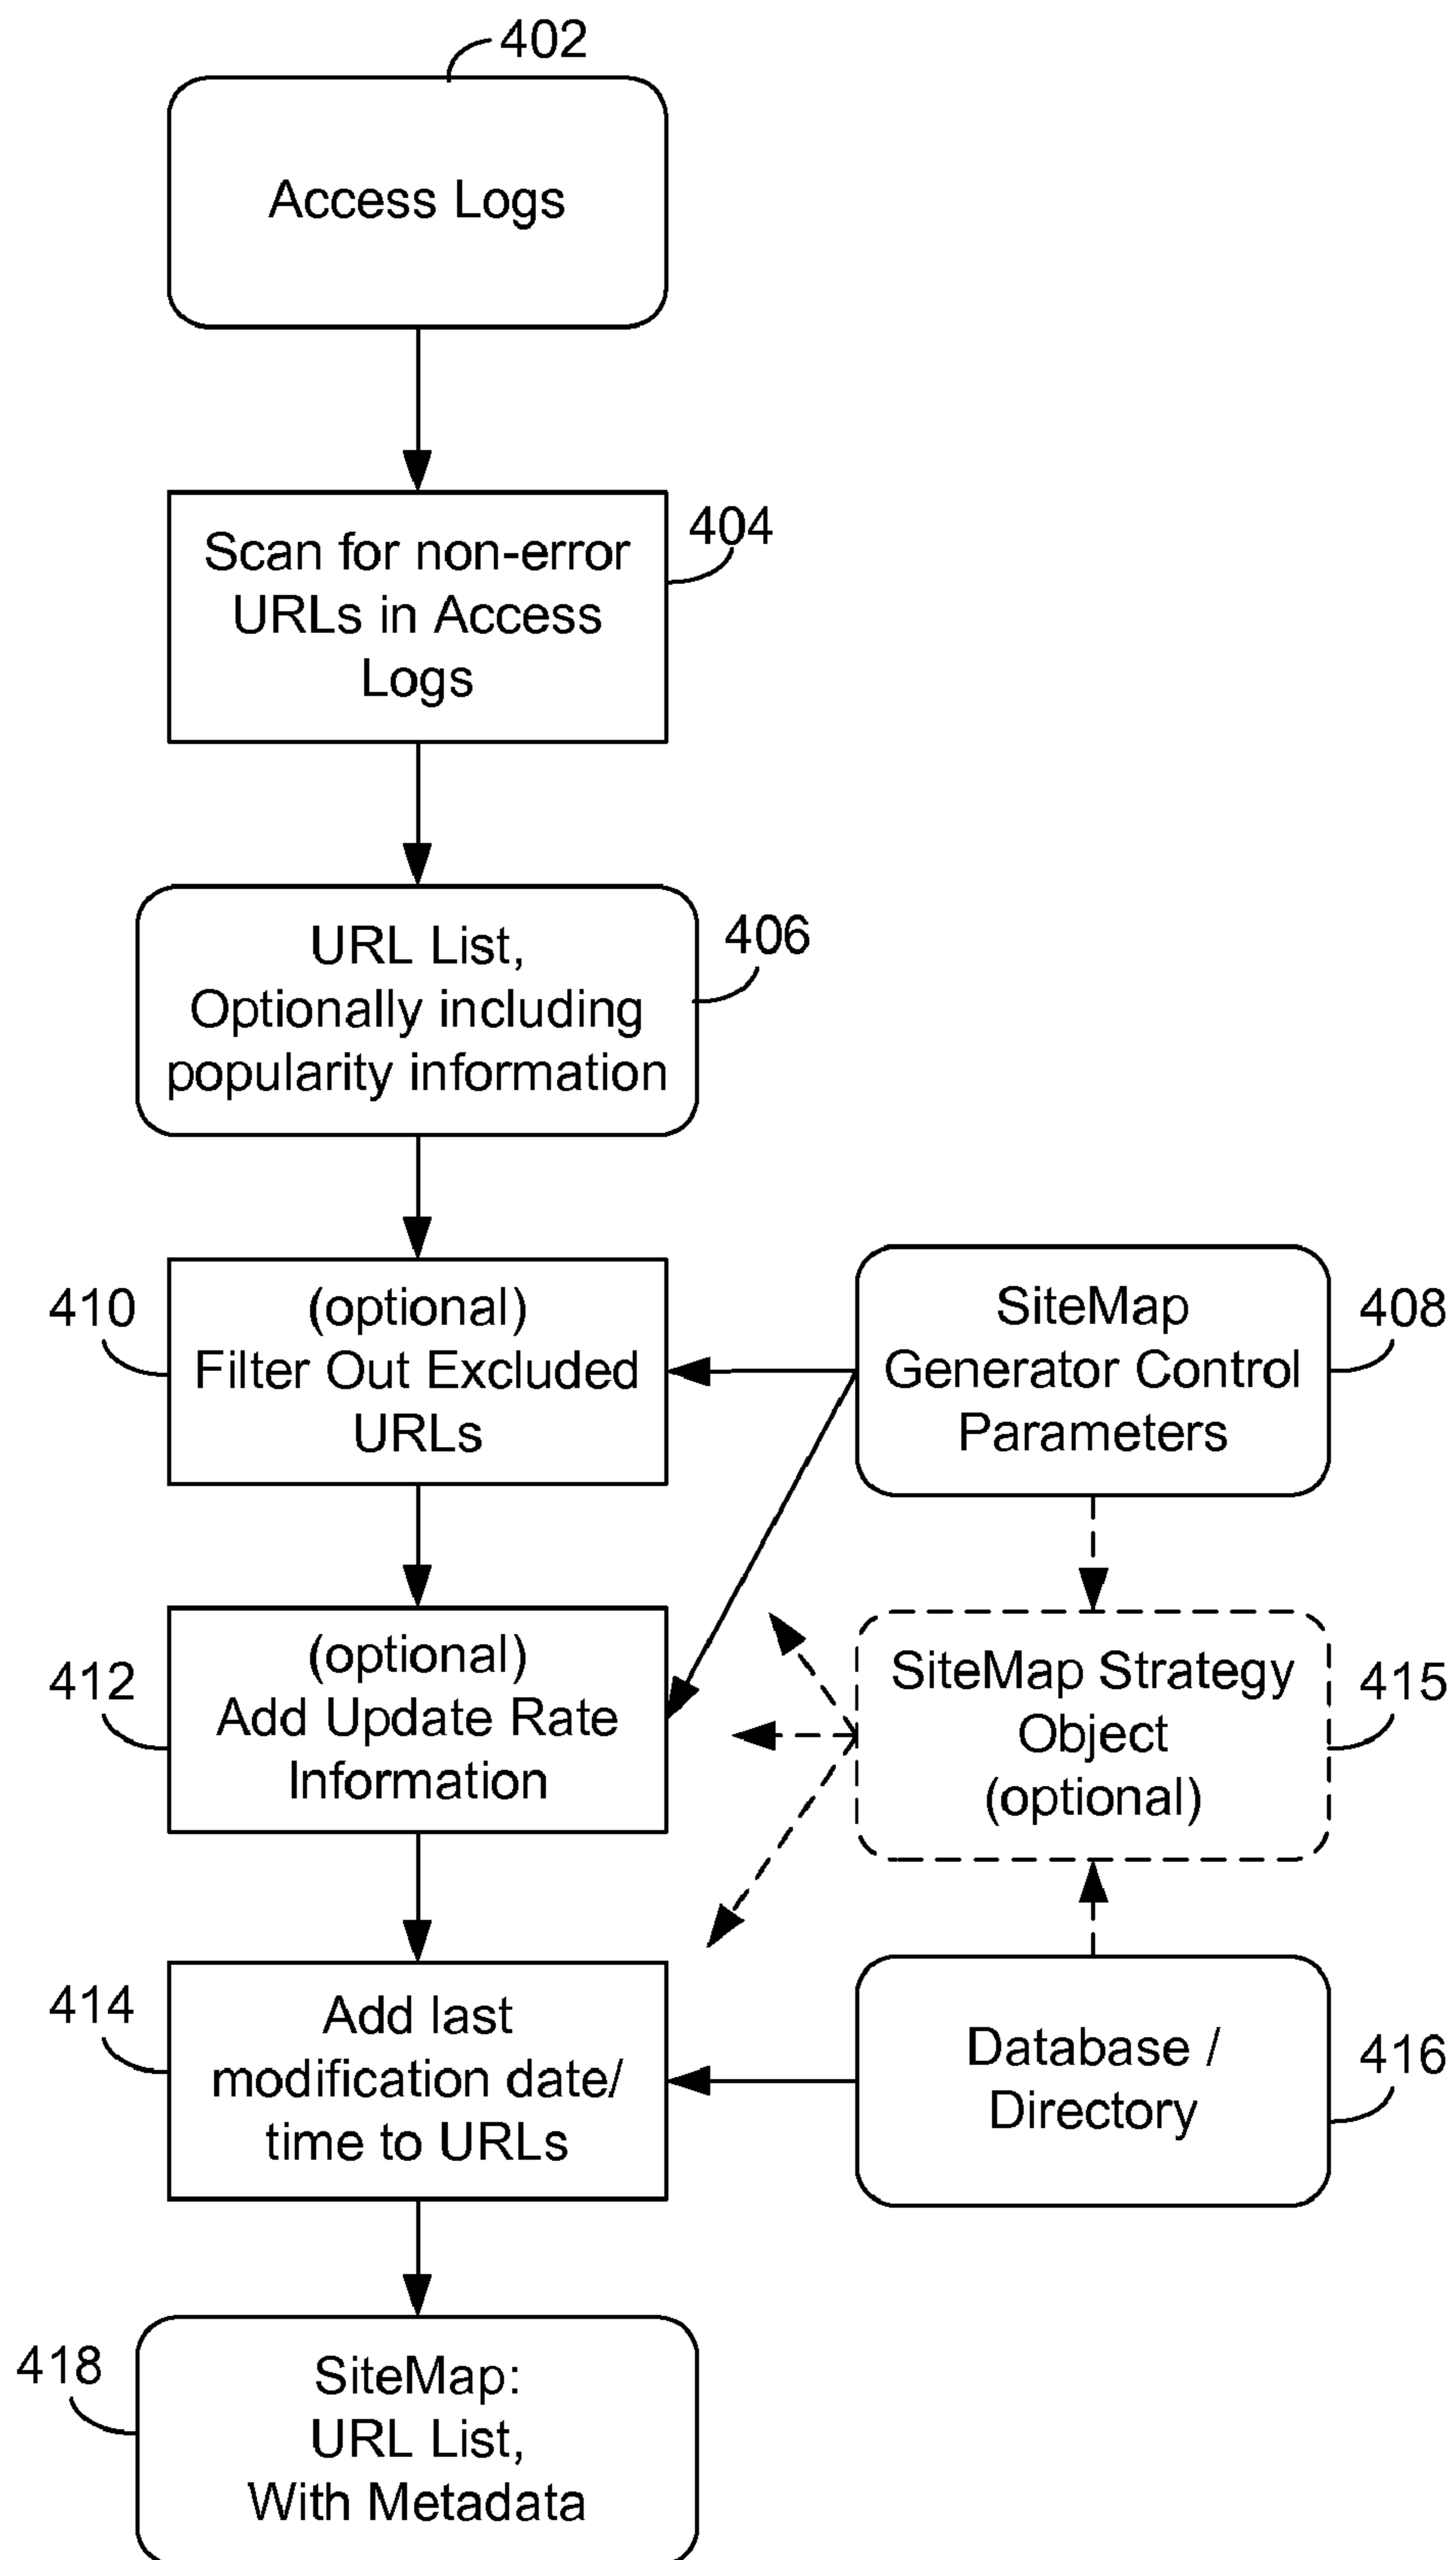 402
Access Logs
404
Scan for non-error
URLs in Access
Logs
406
URL List,
Optionally including
popularity information
410
(optional)
Filter Out Excluded
URLs
408
SiteMap
Generator Control
Parameters
412
(optional)
Add Update Rate
Information
415
SiteMap Strategy
Object
(optional)
414
Add last
modification date/
time to URLs
416
Database /
Directory
418
SiteMap:
URL List,
With Metadata